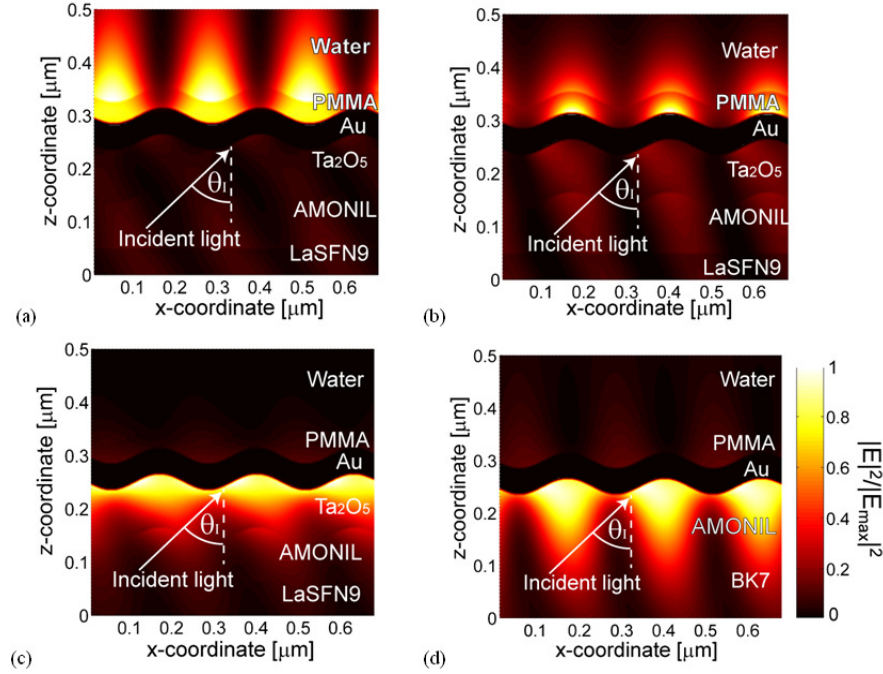 0.5
0.4
0.3
0.2
0.1
0
z-coordinate [μm]
Water
PMMA
Au
Ta₂O₅
θI
AMONIL
Incident light
LaSFN9
0.1 0.2 0.3 0.4 0.5 0.6
x-coordinate [μm]
(a)
0.5
0.4
0.3
0.2
0.1
0
z-coordinate [μm]
Water
PMMA
Au
Ta₂O₅
θI
AMONIL
Incident light
LaSFN9
0.1 0.2 0.3 0.4 0.5 0.6
x-coordinate [μm]
(b)
0.5
0.4
0.3
0.2
0.1
0
z-coordinate [μm]
Water
PMMA
Au
Ta₂O₅
θI
AMONIL
Incident light
LaSFN9
0.1 0.2 0.3 0.4 0.5 0.6
x-coordinate [μm]
(c)
0.5
0.4
0.3
0.2
0.1
0
z-coordinate [μm]
Water
PMMA
Au
θI
AMONIL
Incident light
BK7
0.1 0.2 0.3 0.4 0.5 0.6
x-coordinate [μm]
(d)
1
0.8
0.6
0.4
0.2
0
|E|²/|Emax|²